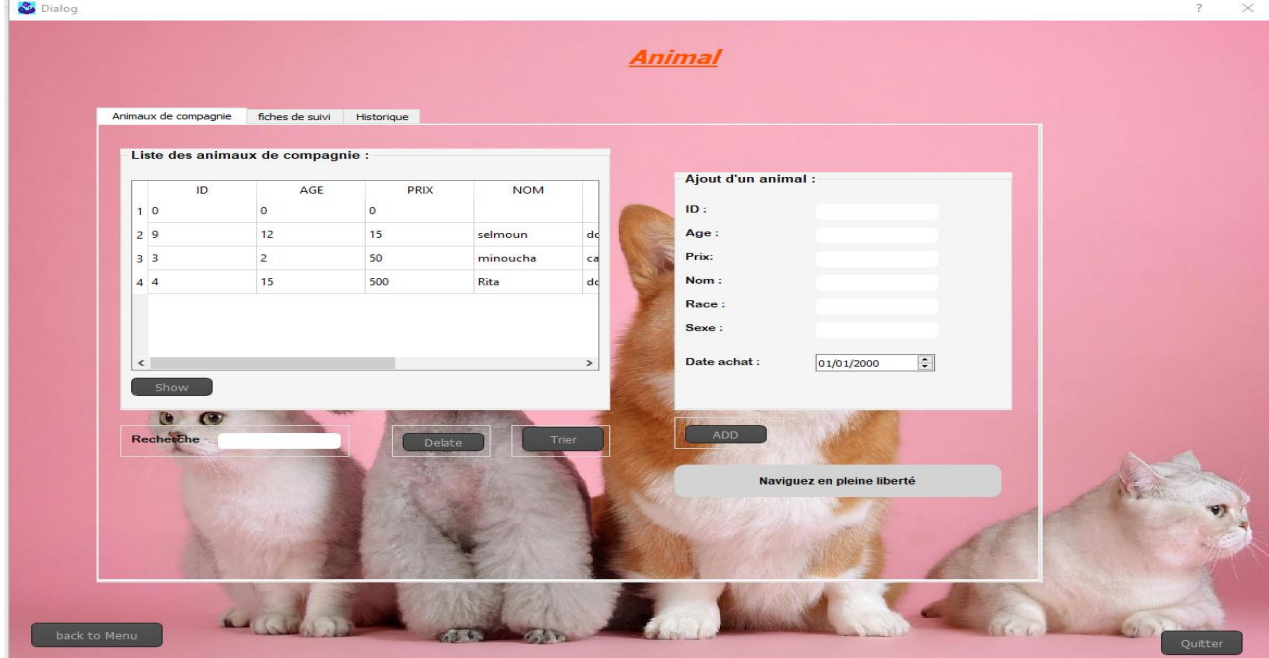 Dialog
Animal
Animaux de compagnie fiches de suivi Historique
Liste des animaux de compagnie :
ID AGE PRIX NOM
1 0 0 0
2 9 12 15 selmoun do
3 3 2 50 minoucha ca
4 4 15 500 Rita do
Show
Recherche
Delate
Trier
Ajout d'un animal :
ID :
Age :
Prix:
Nom :
Race :
Sexe :
Date achat : 01/01/2000
ADD
Naviguez en pleine liberté
back to Menu
Quitter